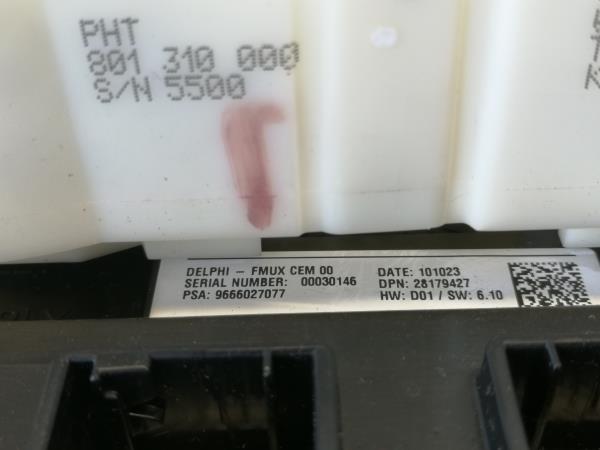 PHT
801 310 000
S/N 5500
DELPHI - FMUX CEM 00
SERIAL NUMBER: 00030146
PSA: 9666027077
DATE: 101023
DPN: 28179427
HW: D01 / SW: 6.10